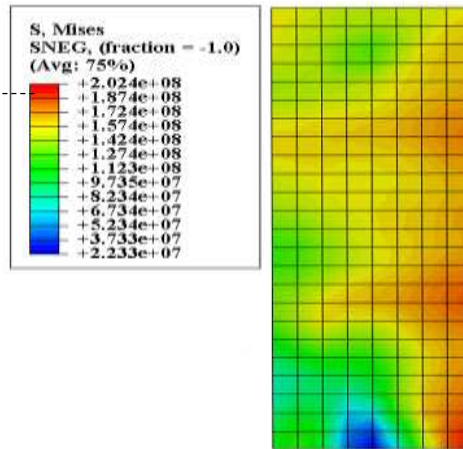 S, Mises
SNEG, (fraction = -1.0)
(Avg: 75%)
+2.024e+08
+1.874e+08
+1.724e+08
+1.574e+08
+1.424e+08
+1.274e+08
+1.123e+08
+9.735e+07
+8.234e+07
+6.734e+07
+5.234e+07
+3.733e+07
+2.233e+07